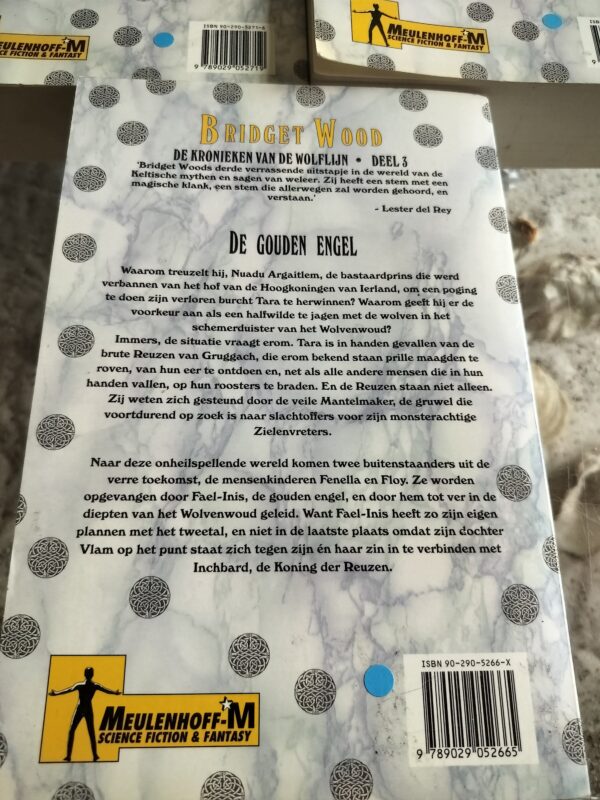 ISBN 90-290-5271-6
MEULENHOFF-M
SCIENCE FICTION & FANTASY
9 789029 052719
MEULENHOFF-M
SCIENCE FICTION & FANTASY
BRIDGET WOOD
DE KRONIEKEN VAN DE WOLFLIJN • DEEL 3
'Bridget Woods derde verrassende uitstapje in de wereld van de
Keltische mythen en sagen van weleer. Zij heeft een stem met een
magische klank, een stem die allerwegen zal worden gehoord, en
verstaan.'
- Lester del Rey
DE GOUDEN ENGEL
Waarom treuzelt hij, Nuadu Argaitlem, de bastaardprins die werd
verbannen van het hof van de Hoogkoningen van Ierland, om een poging
te doen zijn verloren burcht Tara te herwinnen? Waarom geeft hij er de
voorkeur aan als een halfwilde te jagen met de wolven in het
schemerduister van het Wolvenwoud?
Immers, de situatie vraagt erom. Tara is in handen gevallen van de
brute Reuzen van Gruggach, die erom bekend staan prille maagden te
roven, van hun eer te ontdoen en, net als alle andere mensen die in hun
handen vallen, op hun roosters te braden. En de Reuzen staan niet alleen.
Zij weten zich gesteund door de veile Mantelmaker, de gruwel die
voortdurend op zoek is naar slachtoffers voor zijn monsterachtige
Zielenvreters.
Naar deze onheilspellende wereld komen twee buitenstaanders uit de
verre toekomst, de mensenkinderen Fenella en Floy. Ze worden
opgevangen door Fael-Inis, de gouden engel, en door hem tot ver in de
diepten van het Wolvenwoud geleid. Want Fael-Inis heeft zo zijn eigen
plannen met het tweetal, en niet in de laatste plaats omdat zijn dochter
Vlam op het punt staat zich tegen zijn én haar zin in te verbinden met
Inchbard, de Koning der Reuzen.
MEULENHOFF-M
SCIENCE FICTION & FANTASY
ISBN 90-290-5266-X
9 789029 052665